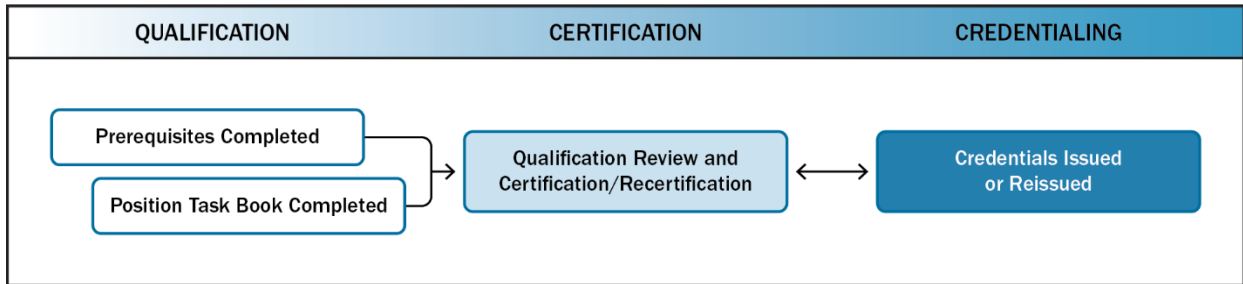 QUALIFICATION
CERTIFICATION
CREDENTIALING
Prerequisites Completed
Position Task Book Completed
Qualification Review and
Certification/Recertification
Credentials Issued
or Reissued